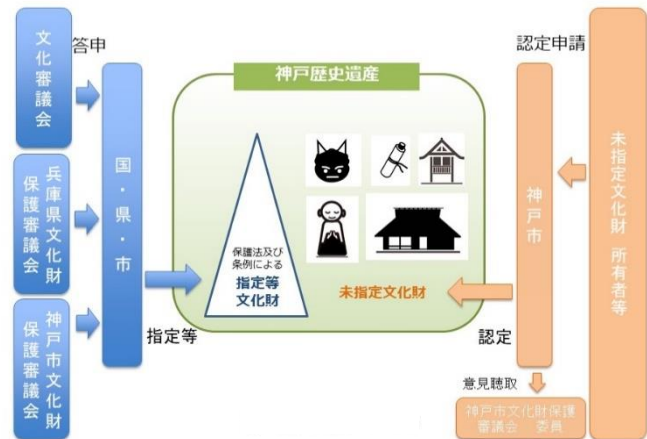 文化審議会
答申
兵庫県文化財
保護審議会
神戸市文化財
保護審議会
国・県・市
指定等
神戸歴史遺産
保護法及び
条例による
指定等
文化財
未指定文化財
認定
神戸市
認定申請
未指定文化財 所有者等
意見聴取
神戸市文化財保護
審議会 委員